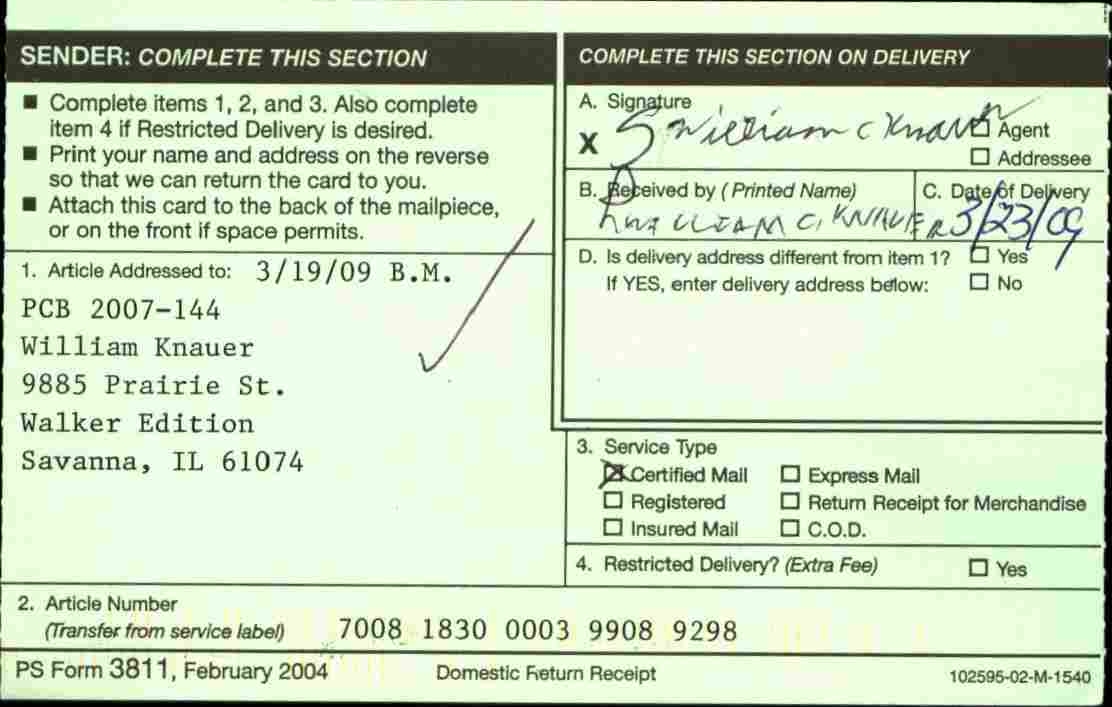 SENDER: COMPLETE THIS SECTION
■ Complete items 1, 2, and 3. Also complete
item 4 if Restricted Delivery is desired.
■ Print your name and address on the reverse
so that we can return the card to you.
■ Attach this card to the back of the mailpiece,
or on the front if space permits.
1. Article Addressed to: 3/19/09 B.M.
PCB 2007-144
William Knauer
9885 Prairie St.
Walker Edition
Savanna, IL 61074
COMPLETE THIS SECTION ON DELIVERY
A. Signature
X William C Knauer
☐ Agent
☐ Addressee
B. Received by (Printed Name)
WILLIAM C. KNAUER
C. Date of Delivery
3/23/09
D. Is delivery address different from item 1? ☐ Yes
If YES, enter delivery address below: ☐ No
3. Service Type
☒ Certified Mail ☐ Express Mail
☐ Registered ☐ Return Receipt for Merchandise
☐ Insured Mail ☐ C.O.D.
4. Restricted Delivery? (Extra Fee) ☐ Yes
2. Article Number
(Transfer from service label) 7008 1830 0003 9908 9298
PS Form 3811, February 2004 Domestic Return Receipt 102595-02-M-1540